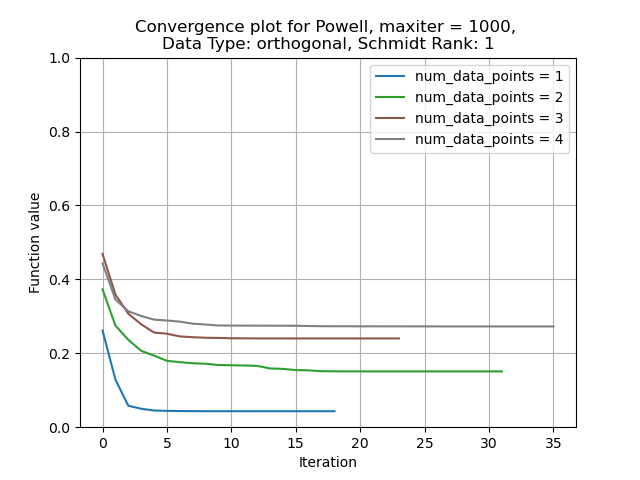 Convergence plot for Powell, maxiter = 1000,
Data Type: orthogonal, Schmidt Rank: 1
num_data_points = 1
num_data_points = 2
num_data_points = 3
num_data_points = 4
Function value
1.0
0.8
0.6
0.4
0.2
0.0
0 5 10 15 20 25 30 35
Iteration